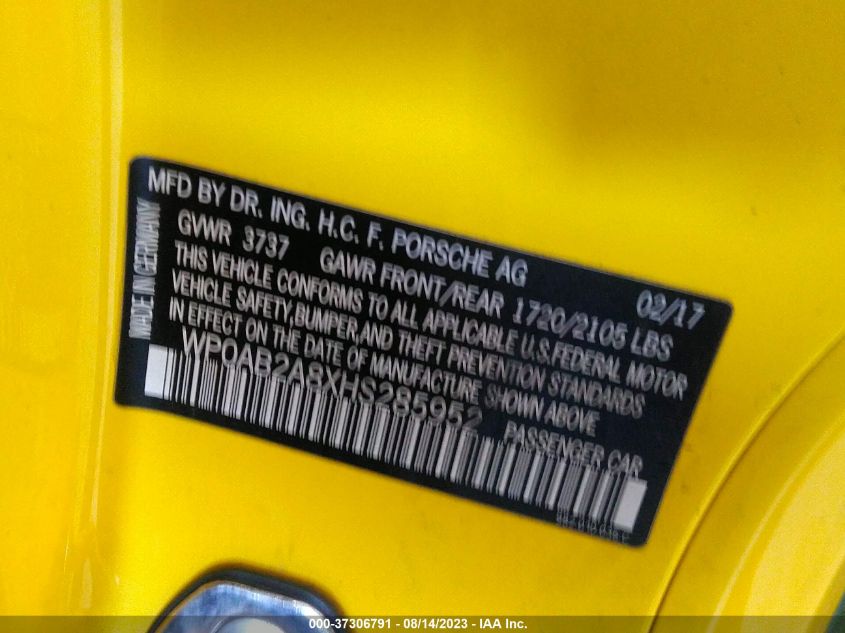 MFD BY DR. ING. H.C. F. PORSCHE AG 02/17
GVWR 3737 GAWR FRONT/REAR 1720/2105 LBS
THIS VEHICLE CONFORMS TO ALL APPLICABLE U.S. FEDERAL MOTOR
VEHICLE SAFETY, BUMPER, AND THEFT PREVENTION STANDARDS
IN EFFECT ON THE DATE OF MANUFACTURE SHOWN ABOVE
WP0AB2A8XHS285952 PASSENGER CAR
MADE IN GERMANY
000-37306791 - 08/14/2023 - IAA Inc.